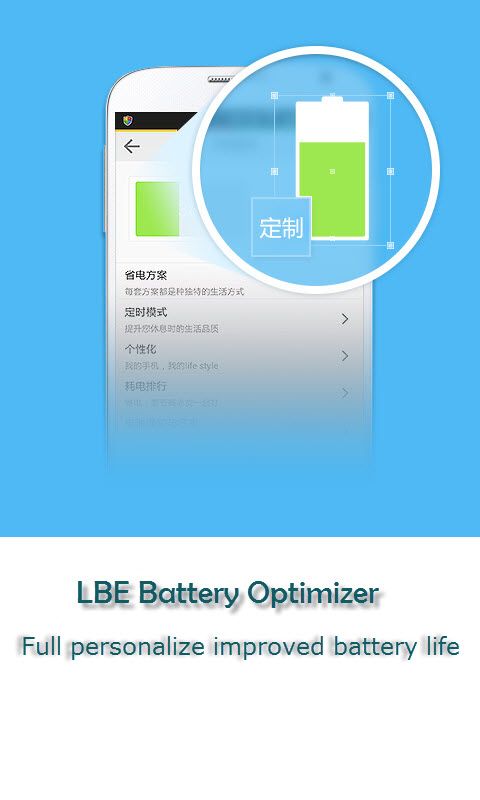 定制
省电方案
每套方案都是种独特的生活方式
定时模式
提升您休息时的生活品质
个性化
我的手机，我的life style
耗电排行
LBE Battery Optimizer
Full personalize improved battery life